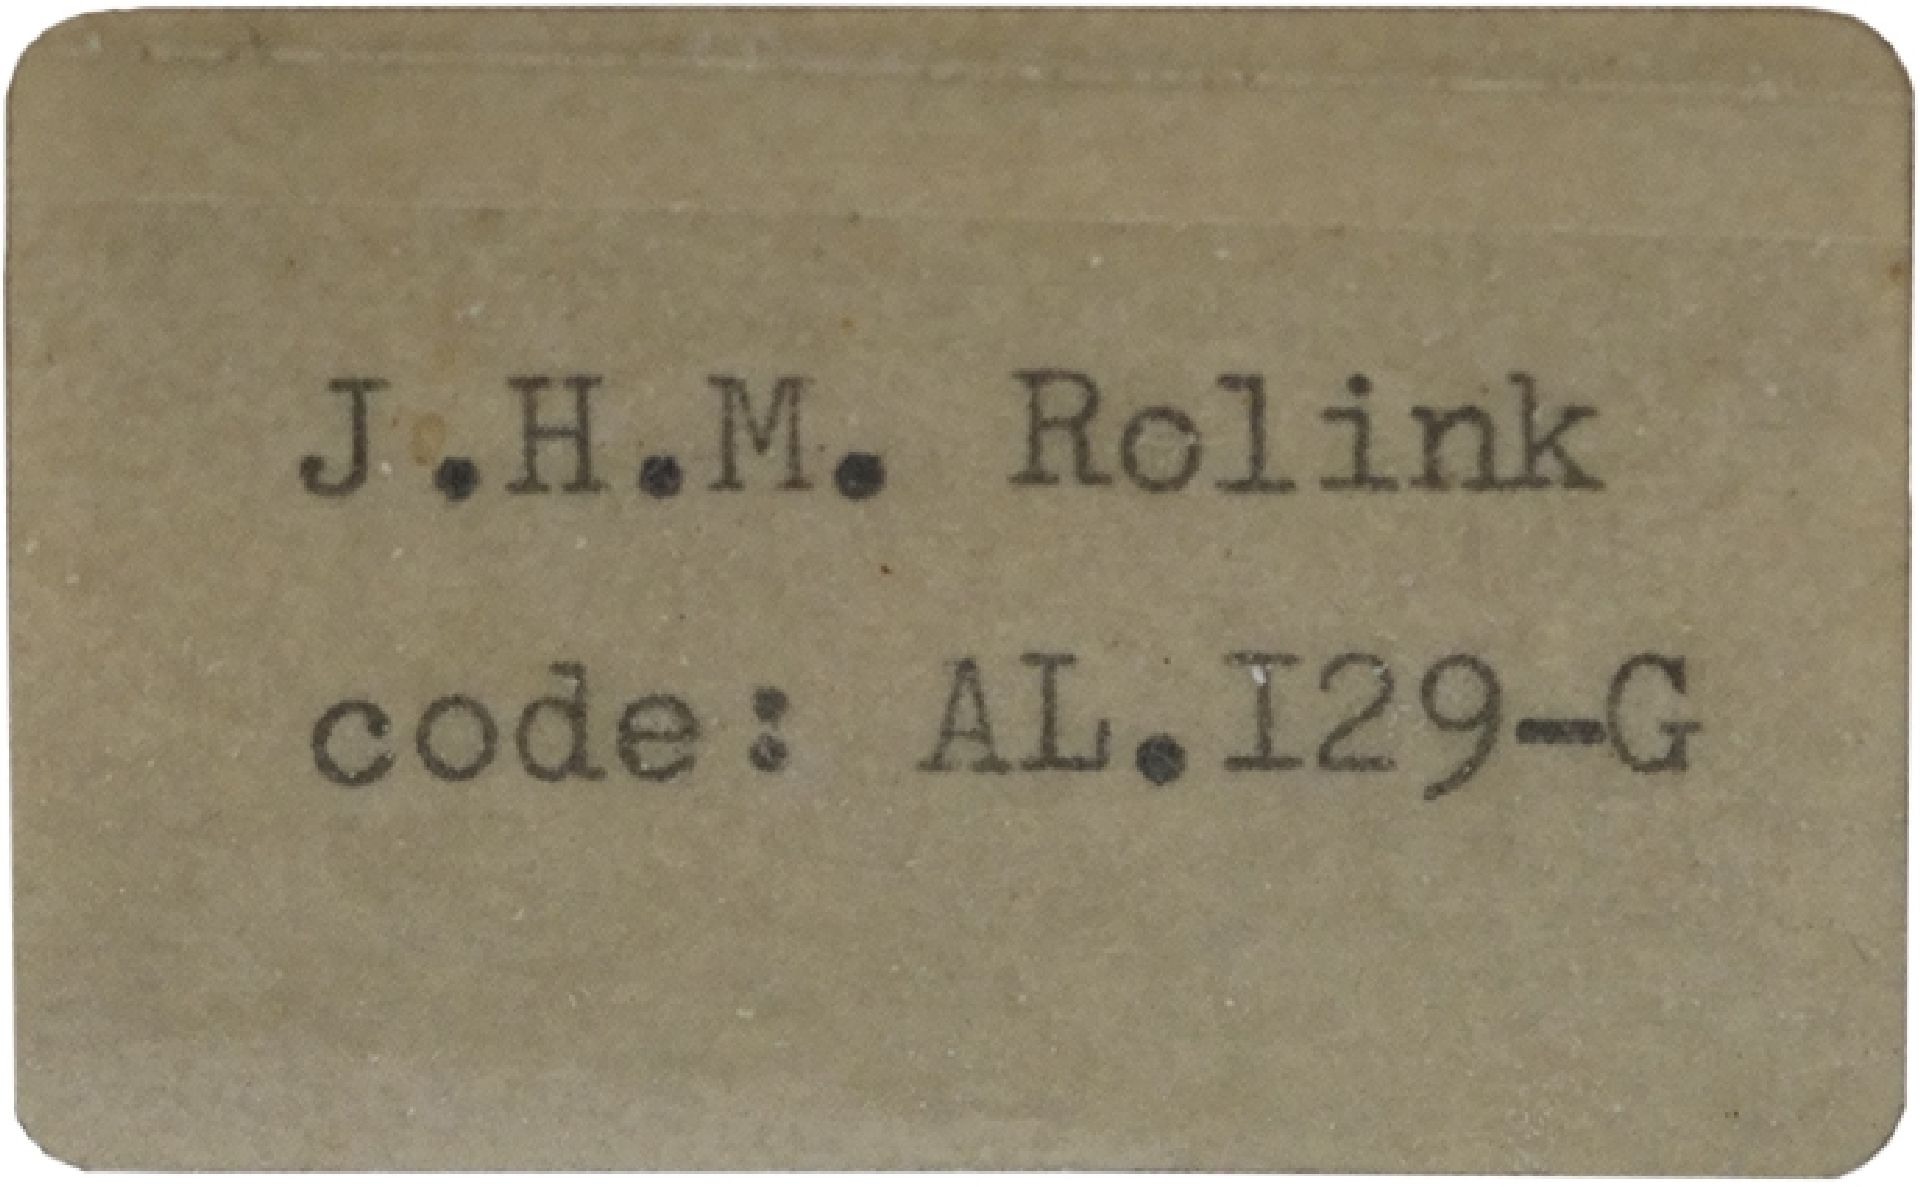 J.H.M. Rolink
code: AL.I29-G